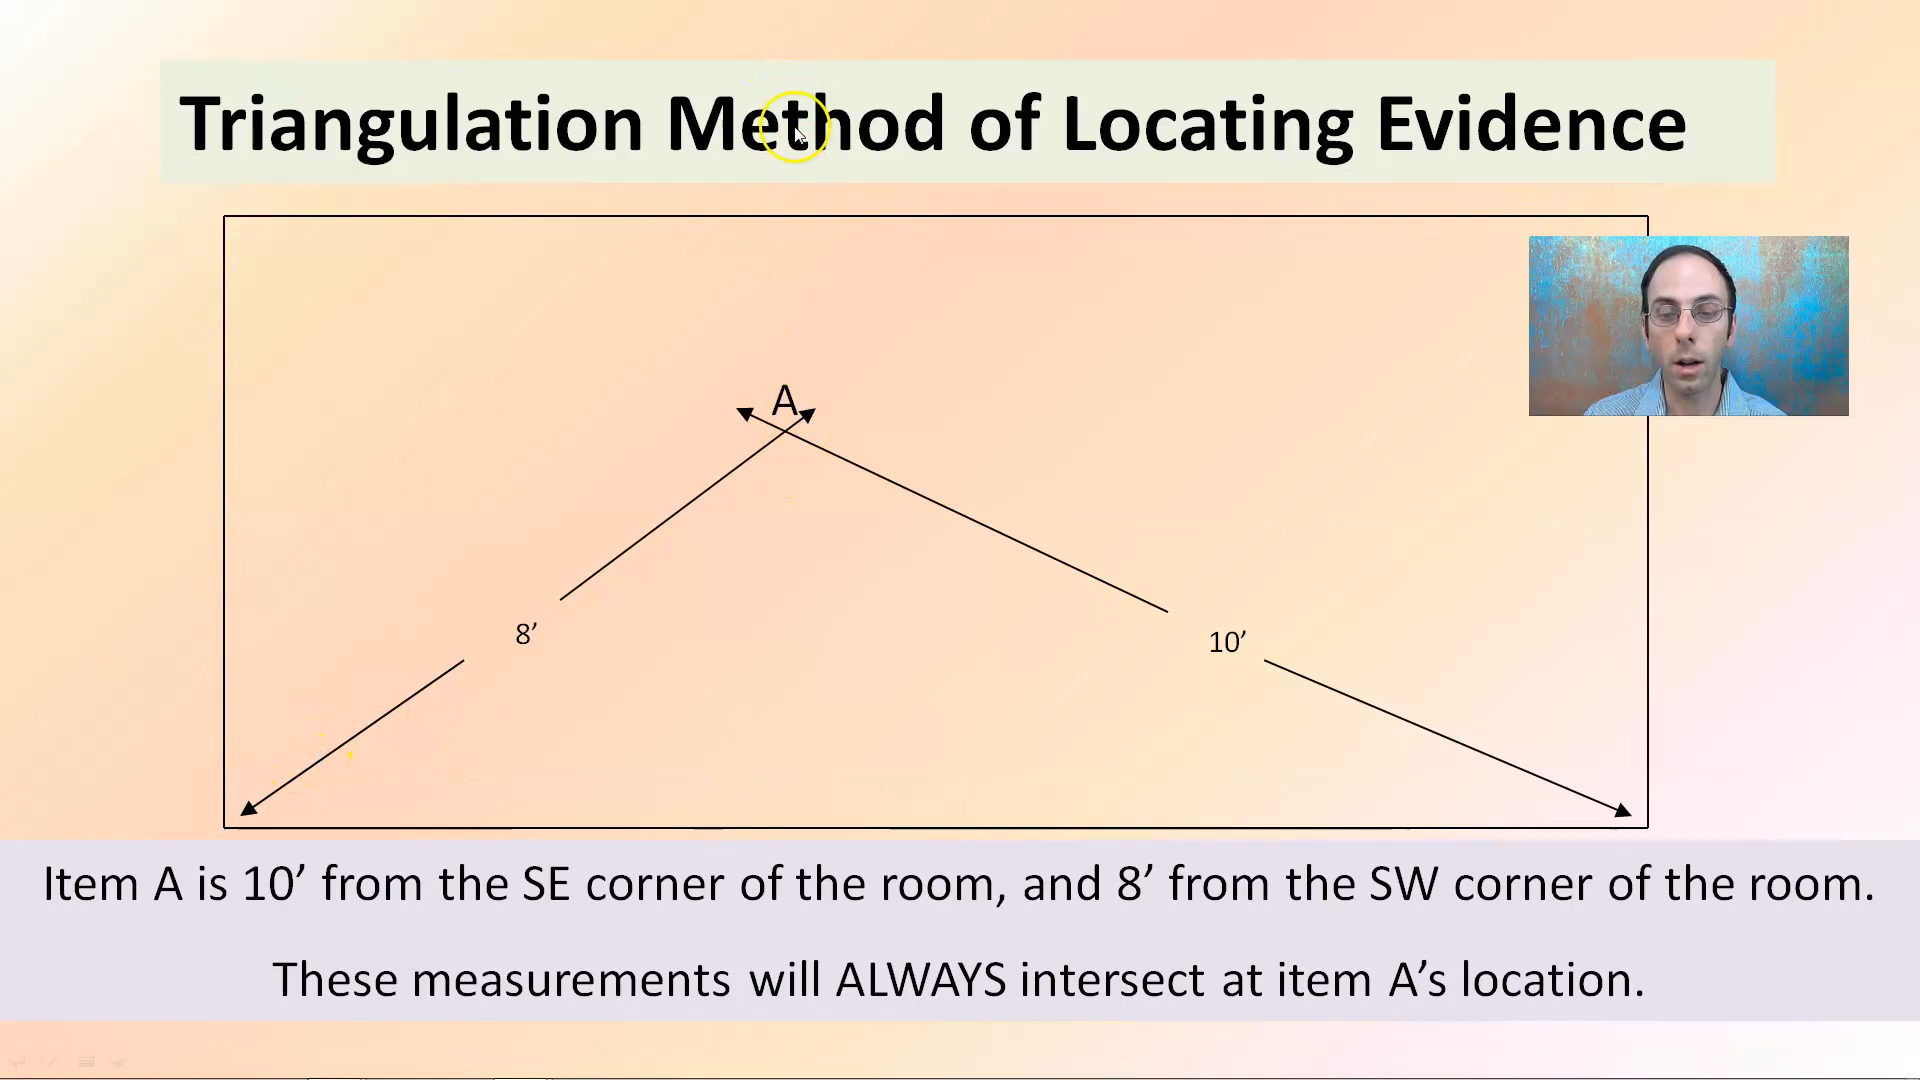 Triangulation Method of Locating Evidence
A
8’
10’
Item A is 10’ from the SE corner of the room, and 8’ from the SW corner of the room.
These measurements will ALWAYS intersect at item A’s location.